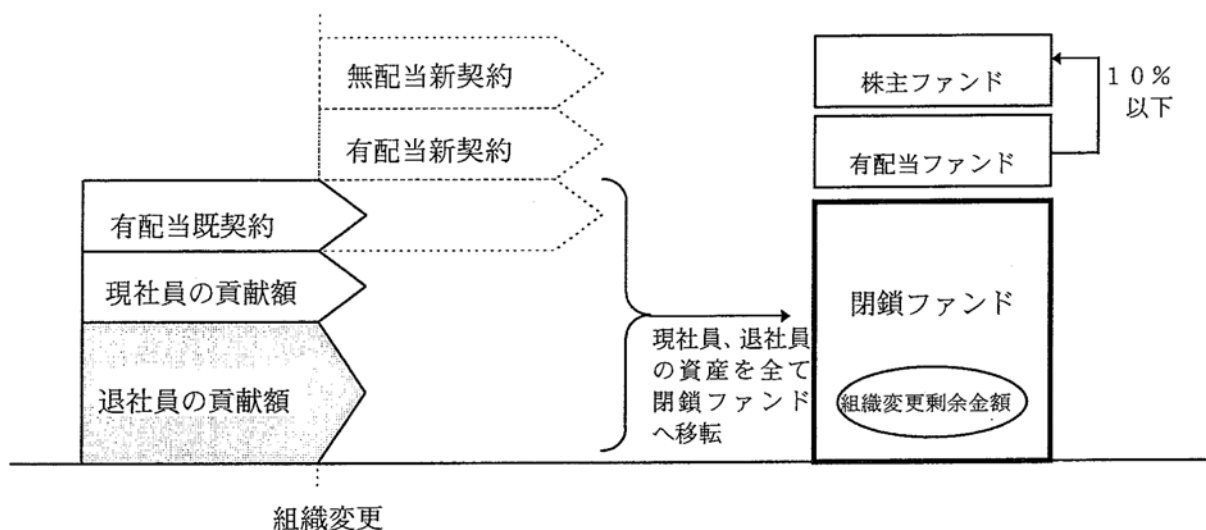 無配当新契約
有配当新契約
有配当既契約
現社員の貢献額
退社員の貢献額
組織変更
現社員、退社員
の資産を全て
閉鎖ファンド
へ移転
株主ファンド
有配当ファンド
10%
以下
閉鎖ファンド
組織変更剰余金額